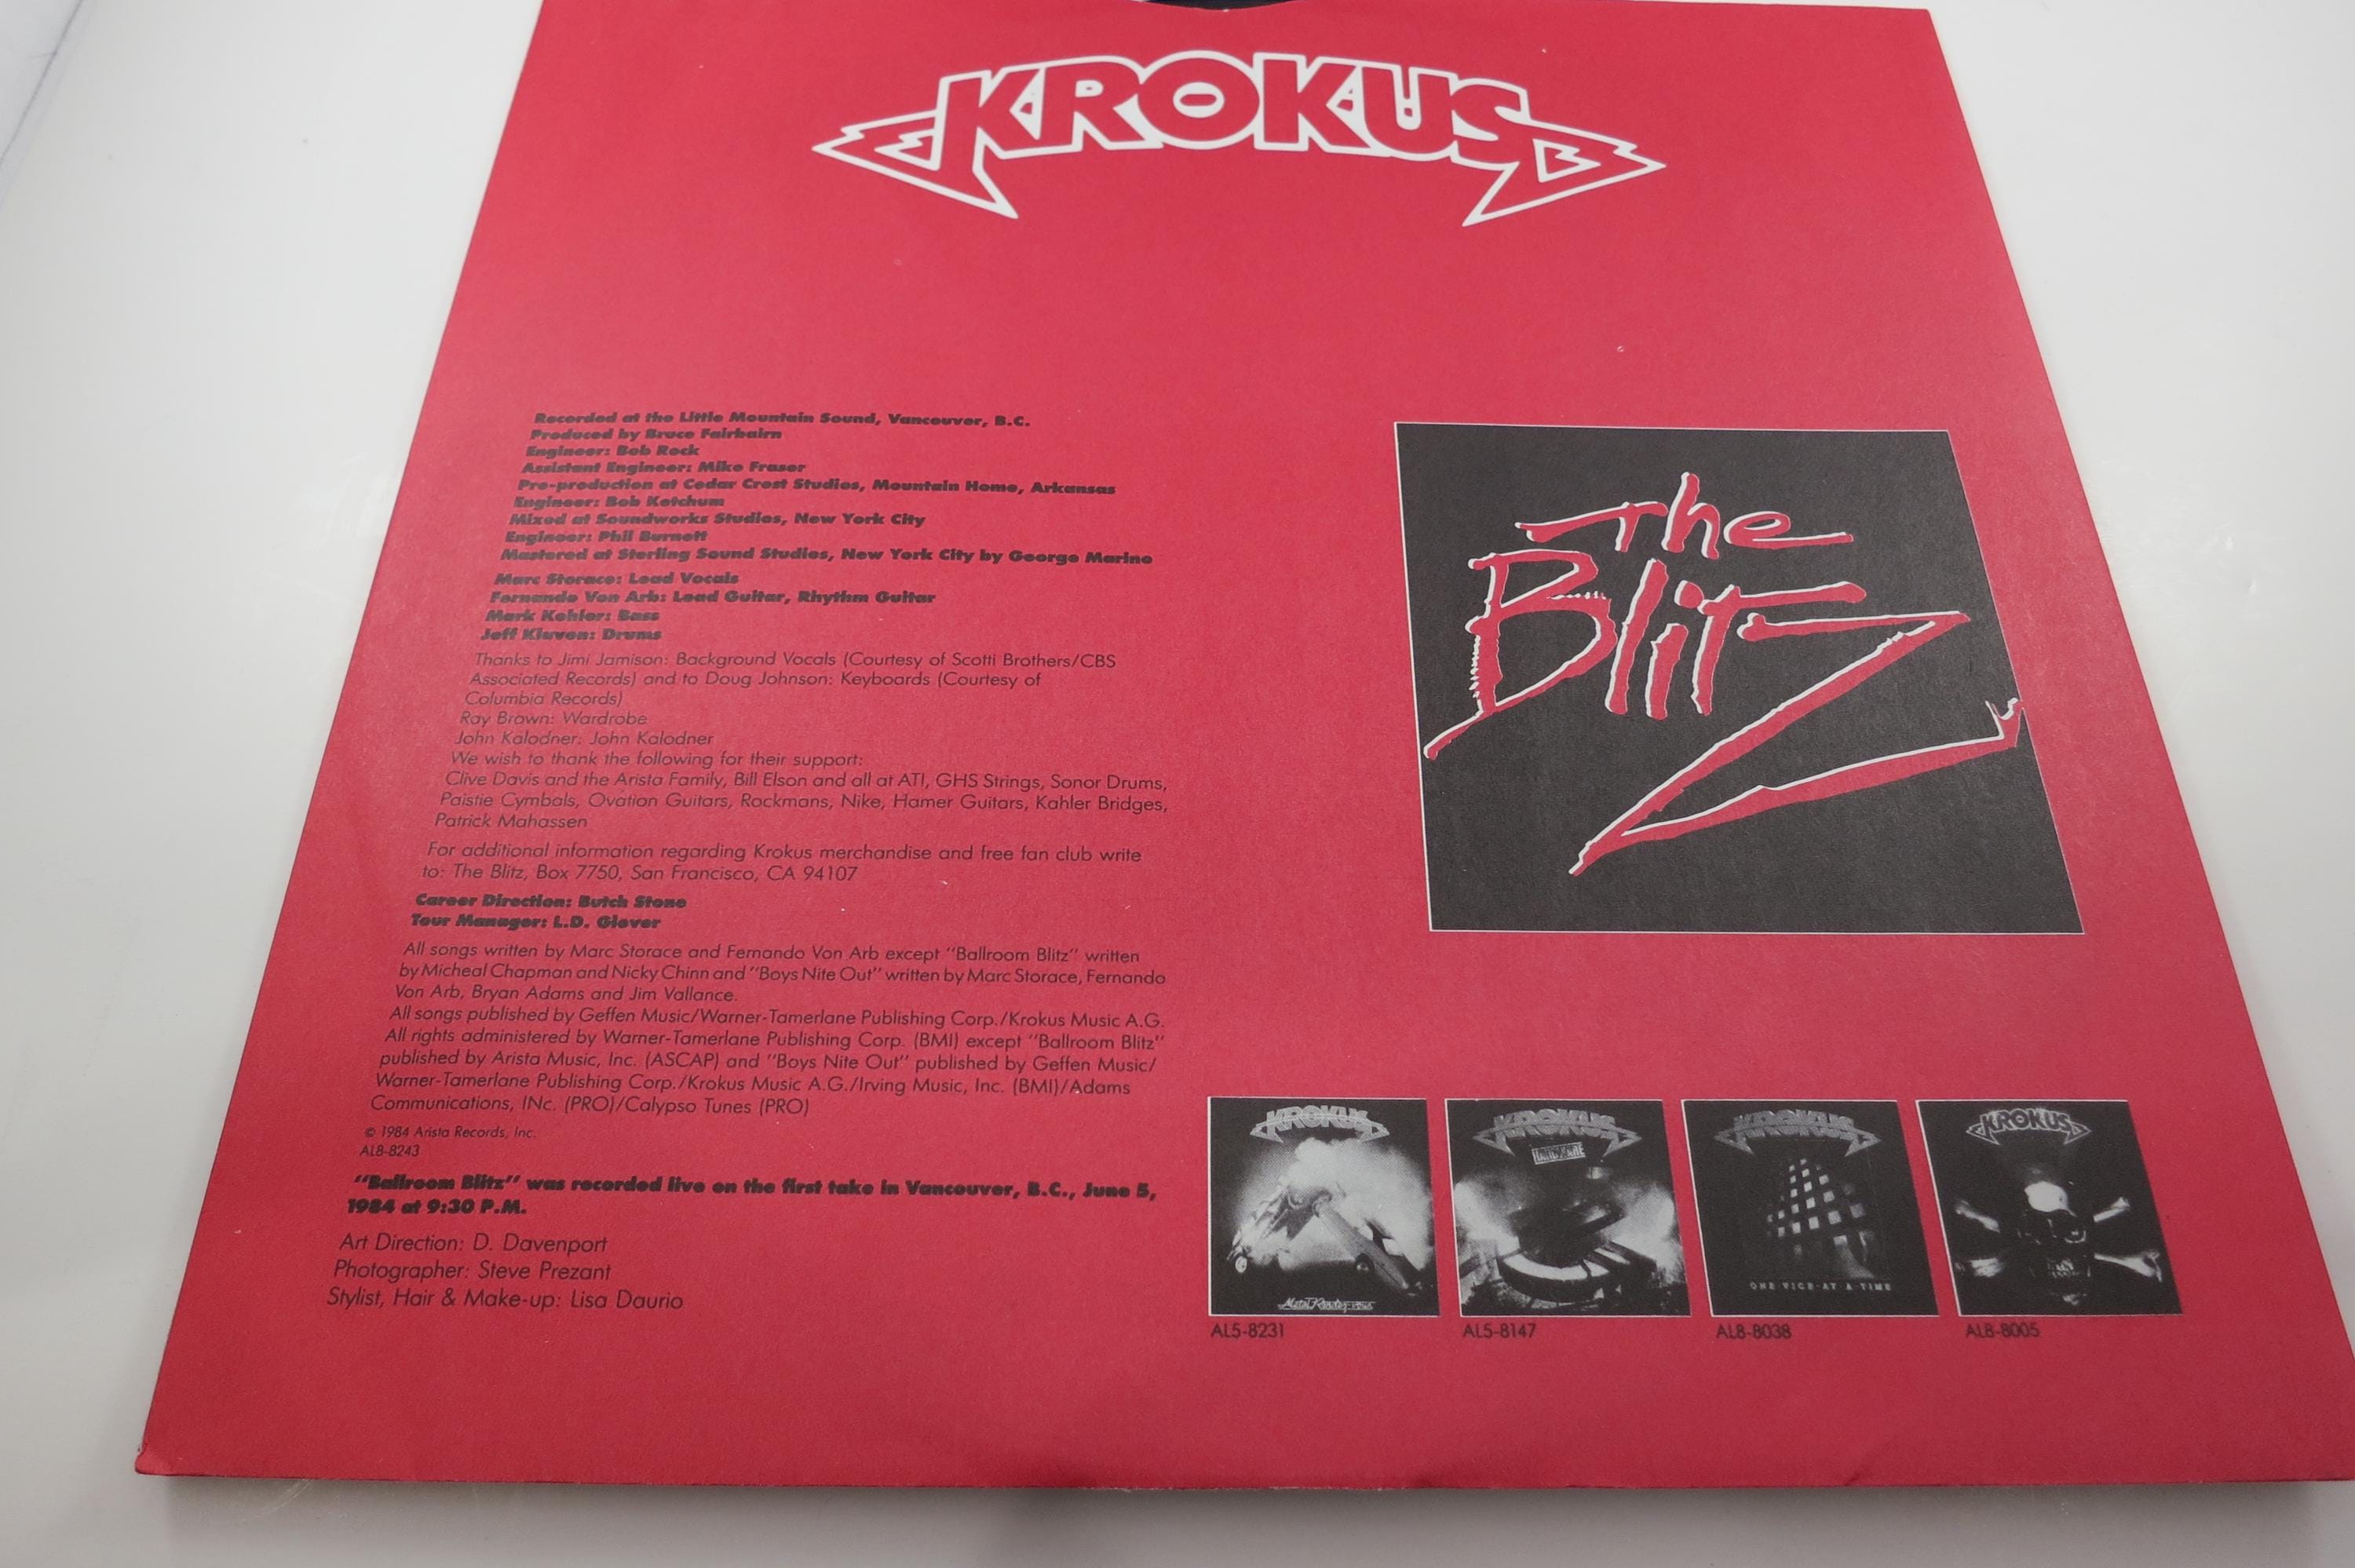 KROKUS
Recorded at the Little Mountain Sound, Vancouver, B.C.
Produced by Bruce Fairbairn
Engineer: Bob Rock
Assistant Engineer: Mike Fraser
Pre-production at Cedar Crest Studios, Mountain Home, Arkansas
Engineer: Bob Ketchum
Mixed at Soundworks Studios, New York City
Engineer: Phil Burnett
Mastered at Sterling Sound Studios, New York City by George Marino
Marc Storace: Lead Vocals
Fernando Von Arb: Lead Guitar, Rhythm Guitar
Mark Kohler: Bass
Jeff Klaven: Drums
Thanks to Jimi Jamison: Background Vocals (Courtesy of Scotti Brothers/CBS
Associated Records) and to Doug Johnson: Keyboards (Courtesy of
Columbia Records)
Ray Brown: Wardrobe
John Kalodner: John Kalodner
We wish to thank the following for their support:
Clive Davis and the Arista Family, Bill Elson and all at ATI, GHS Strings, Sonor Drums,
Paistie Cymbals, Ovation Guitars, Rockmans, Nike, Hamer Guitars, Kahler Bridges,
Patrick Mahassen
For additional information regarding Krokus merchandise and free fan club write
to: The Blitz, Box 7750, San Francisco, CA 94107
Career Direction: Butch Stone
Tour Manager: L.D. Glover
All songs written by Marc Storace and Fernando Von Arb except "Ballroom Blitz" written
by Micheal Chapman and Nicky Chinn and "Boys Nite Out" written by Marc Storace, Fernando
Von Arb, Bryan Adams and Jim Vallance.
All songs published by Geffen Music/Warner-Tamerlane Publishing Corp./Krokus Music A.G.
All rights administered by Warner-Tamerlane Publishing Corp. (BMI) except "Ballroom Blitz"
published by Arista Music, Inc. (ASCAP) and "Boys Nite Out" published by Geffen Music/
Warner-Tamerlane Publishing Corp./Krokus Music A.G./Irving Music, Inc. (BMI)/Adams
Communications, INc. (PRO)/Calypso Tunes (PRO)
© 1984 Arista Records, Inc.
AL8-8243
"Ballroom Blitz" was recorded live on the first take in Vancouver, B.C., June 5,
1984 at 9:30 P.M.
Art Direction: D. Davenport
Photographer: Steve Prezant
Stylist, Hair & Make-up: Lisa Daurio
The
Blitz
KROKUS
Metal Rendez-vous
AL5-8231
KROKUS
HARDWARE
AL5-8147
KROKUS
ONE VICE AT A TIME
AL8-8038
KROKUS
AL8-8005